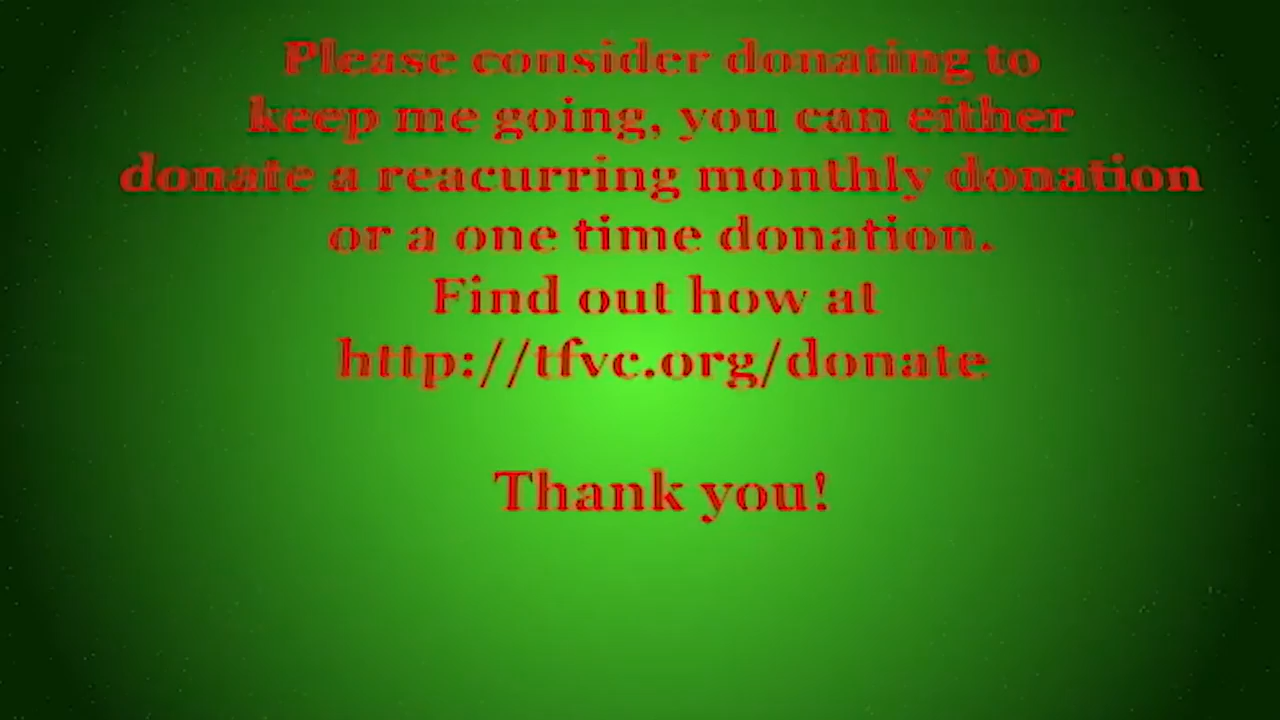 Please consider donating to
keep me going, you can either
donate a reacurring monthly donation
or a one time donation.
Find out how at
http://tfvc.org/donate
Thank you!